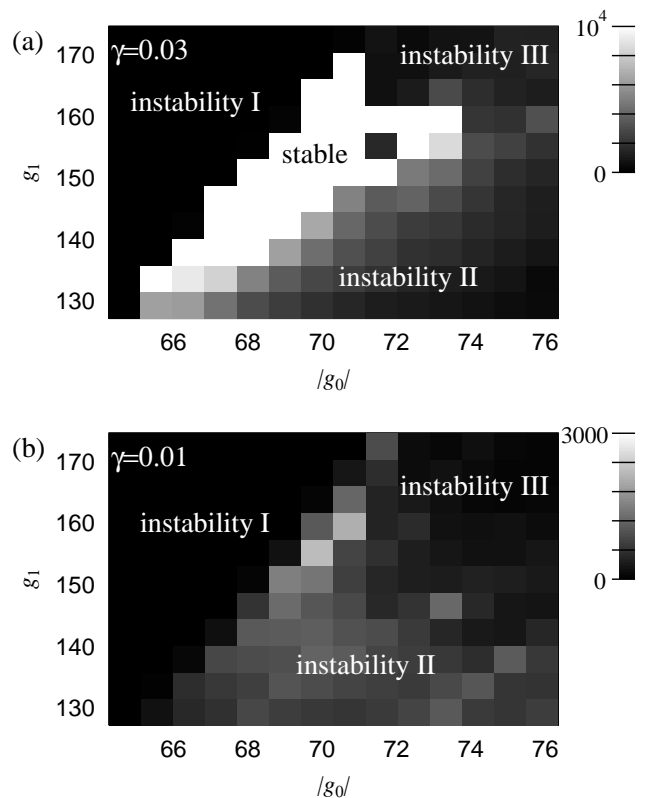 (a)
γ=0.03
instability III
10^4
170
instability I
160
g₁
stable
150
0
140
instability II
130
66 68 70 72 74 76
/g₀/
(b)
γ=0.01
3000
170
instability III
instability I
160
g₁
150
0
140
instability II
130
66 68 70 72 74 76
/g₀/